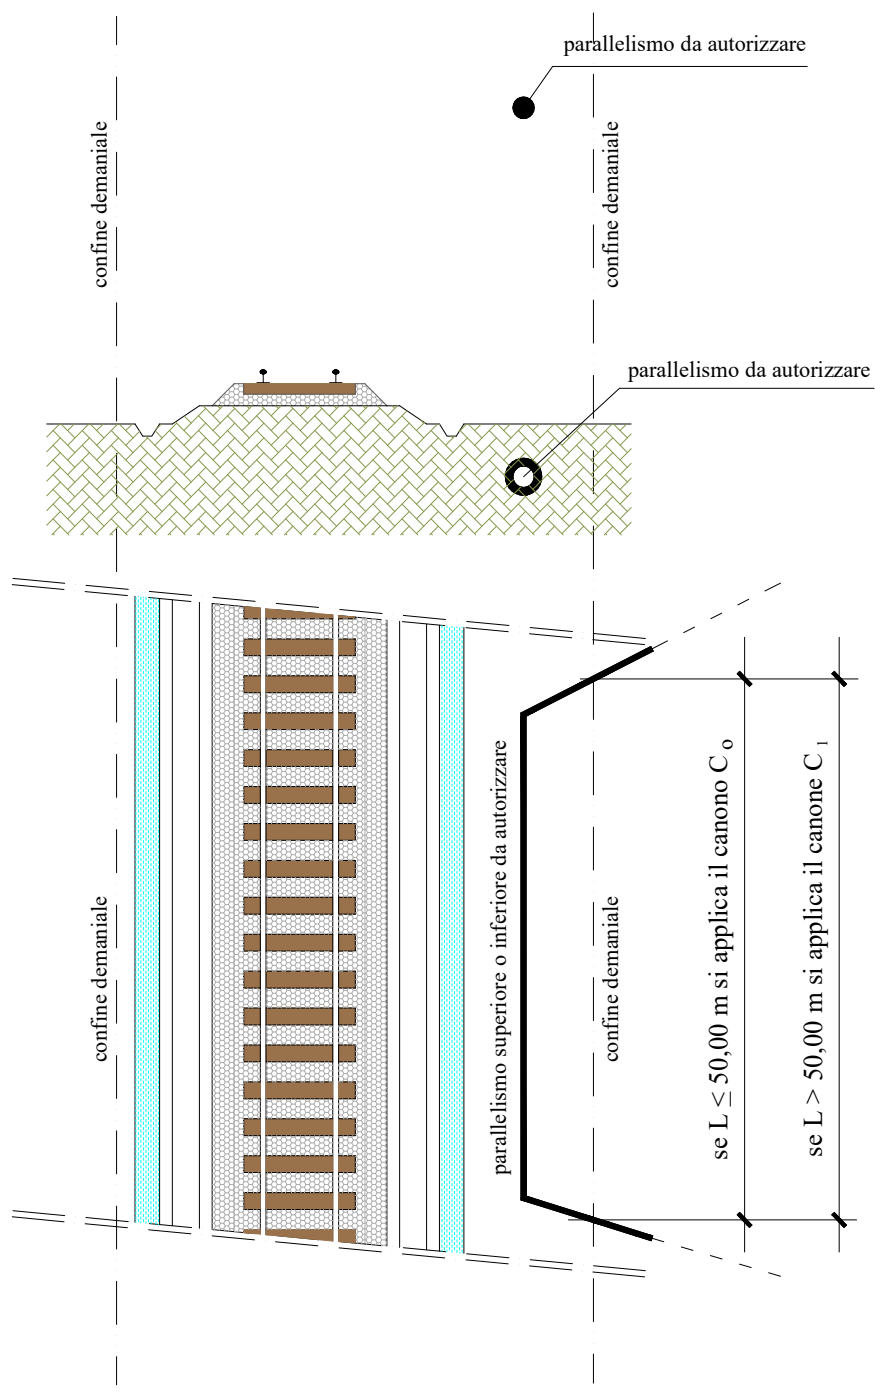 parallelismo da autorizzare
confine demaniale
confine demaniale
parallelismo da autorizzare
parallelismo superiore o inferiore da autorizzare
se L ≤ 50,00 m si applica il canono C o
se L > 50,00 m si applica il canone C 1
confine demaniale
confine demaniale